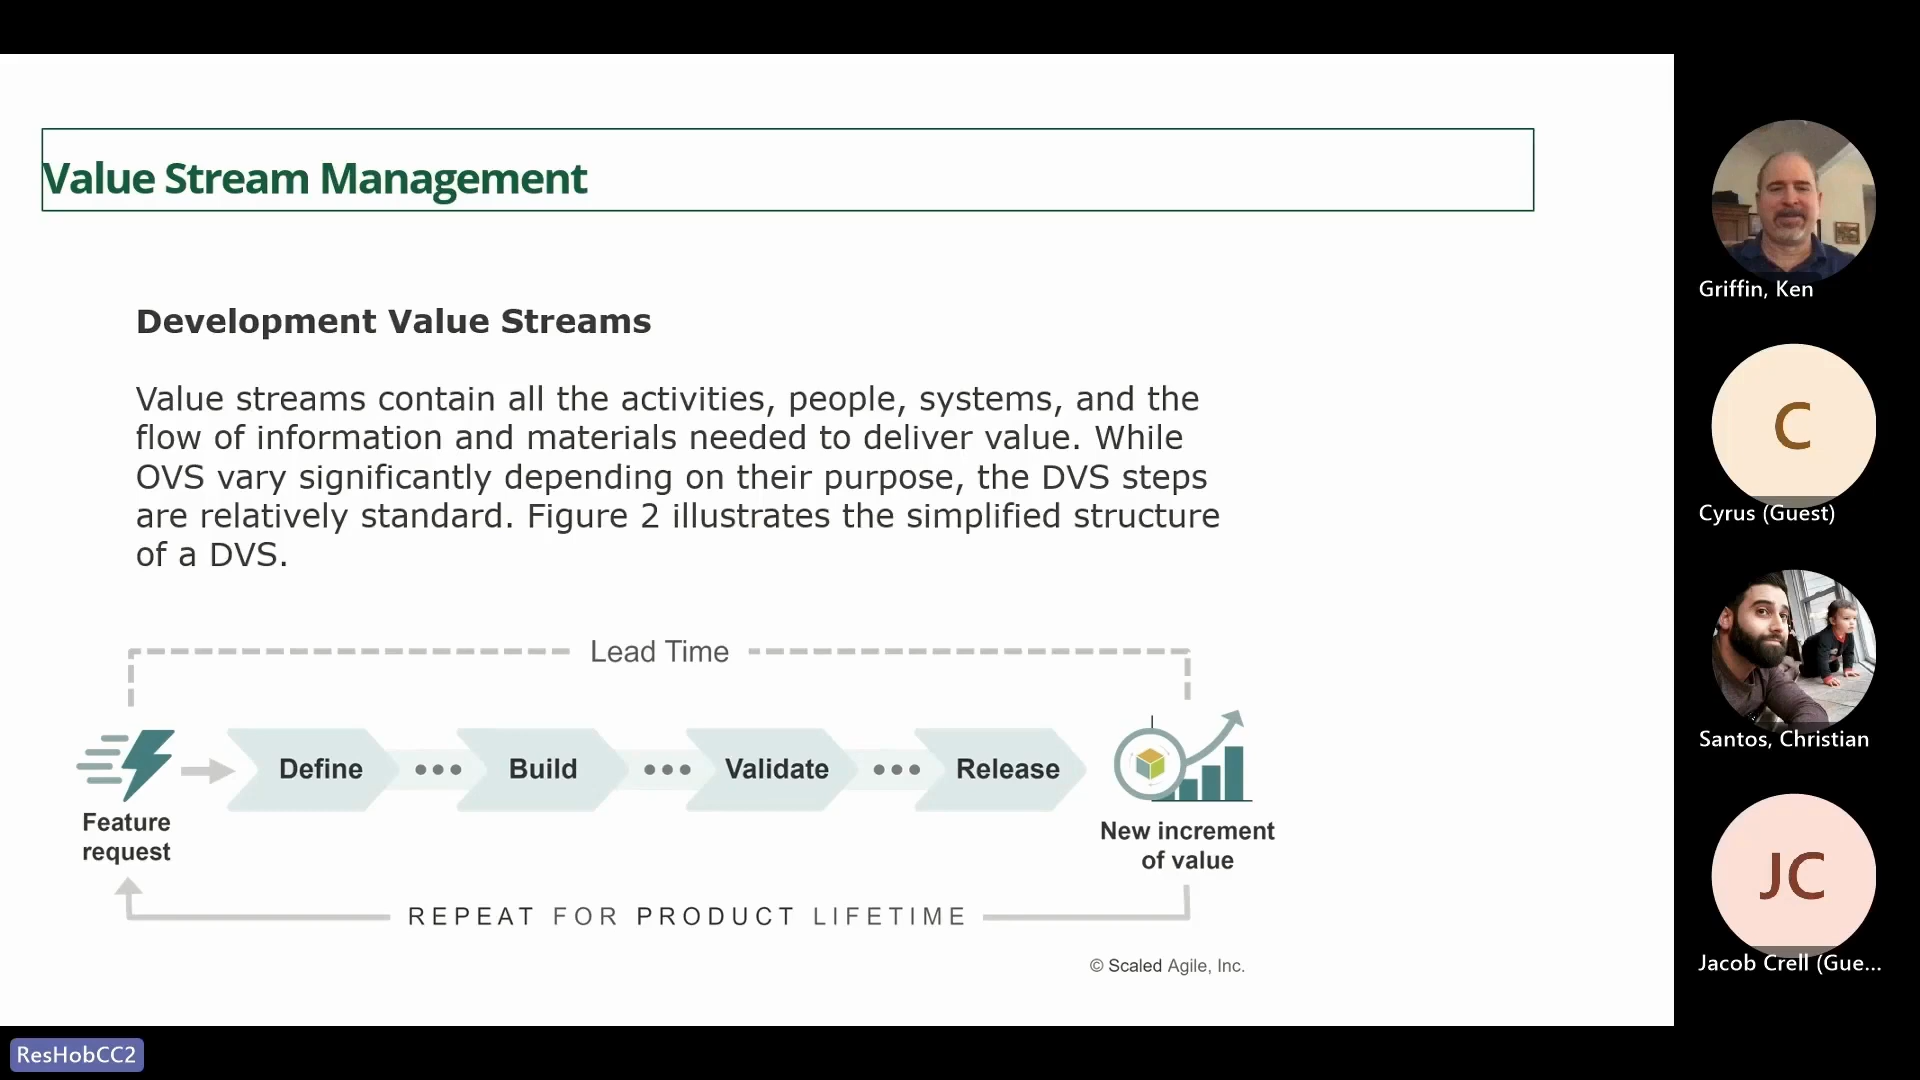 Value Stream Management
Development Value Streams
Value streams contain all the activities, people, systems, and the
flow of information and materials needed to deliver value. While
OVS vary significantly depending on their purpose, the DVS steps
are relatively standard. Figure 2 illustrates the simplified structure
of a DVS.
Lead Time
Feature
request
Define
Build
Validate
Release
New increment
of value
REPEAT FOR PRODUCT LIFETIME
© Scaled Agile, Inc.
Griffin, Ken
C
Cyrus (Guest)
Santos, Christian
JC
Jacob Crell (Gue...
ResHobCC2